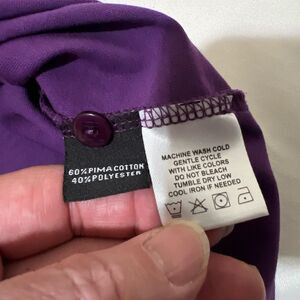 60% PIMA COTTON
40% POLYESTER
MACHINE WASH COLD
GENTLE CYCLE
WITH LIKE COLORS
DO NOT BLEACH
TUMBLE DRY LOW
COOL IRON IF NEEDED